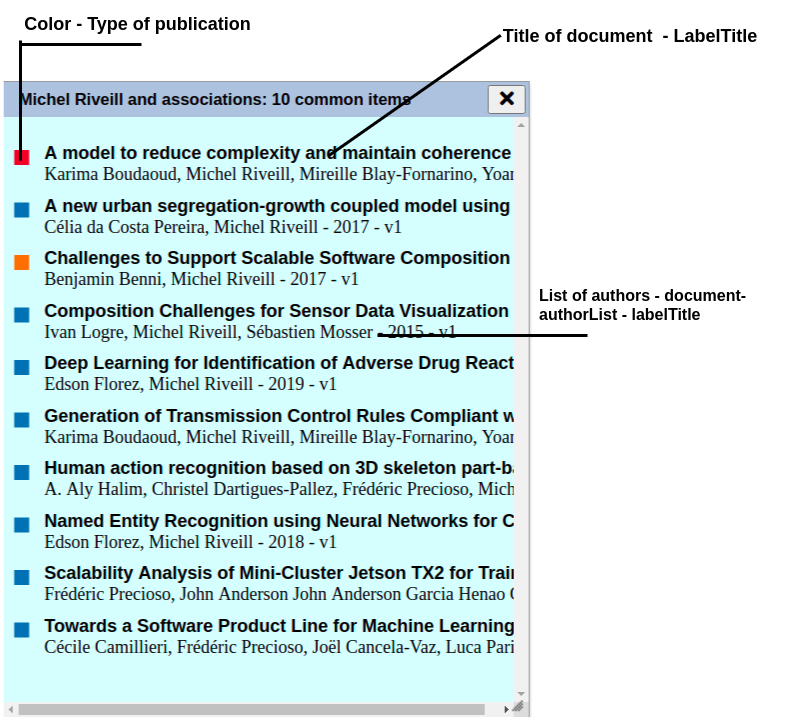 Color - Type of publication
Title of document - LabelTitle
Michel Riveill and associations: 10 common items
A model to reduce complexity and maintain coherence
Karima Boudaoud, Michel Riveill, Mireille Blay-Fornarino, Yoan
A new urban segregation-growth coupled model using
Célia da Costa Pereira, Michel Riveill - 2017 - v1
Challenges to Support Scalable Software Composition
Benjamin Benni, Michel Riveill - 2017 - v1
List of authors - document-
authorList - labelTitle
Composition Challenges for Sensor Data Visualization
Ivan Logre, Michel Riveill, Sébastien Mosser - 2015 - v1
Deep Learning for Identification of Adverse Drug React
Edson Florez, Michel Riveill - 2019 - v1
Generation of Transmission Control Rules Compliant w
Karima Boudaoud, Michel Riveill, Mireille Blay-Fornarino, Yoan
Human action recognition based on 3D skeleton part-ba
A. Aly Halim, Christel Dartigues-Pallez, Frédéric Precioso, Mich
Named Entity Recognition using Neural Networks for C
Edson Florez, Michel Riveill - 2018 - v1
Scalability Analysis of Mini-Cluster Jetson TX2 for Train
Frédéric Precioso, John Anderson John Anderson Garcia Henao
Towards a Software Product Line for Machine Learning
Cécile Camillieri, Frédéric Precioso, Joël Cancela-Vaz, Luca Pari